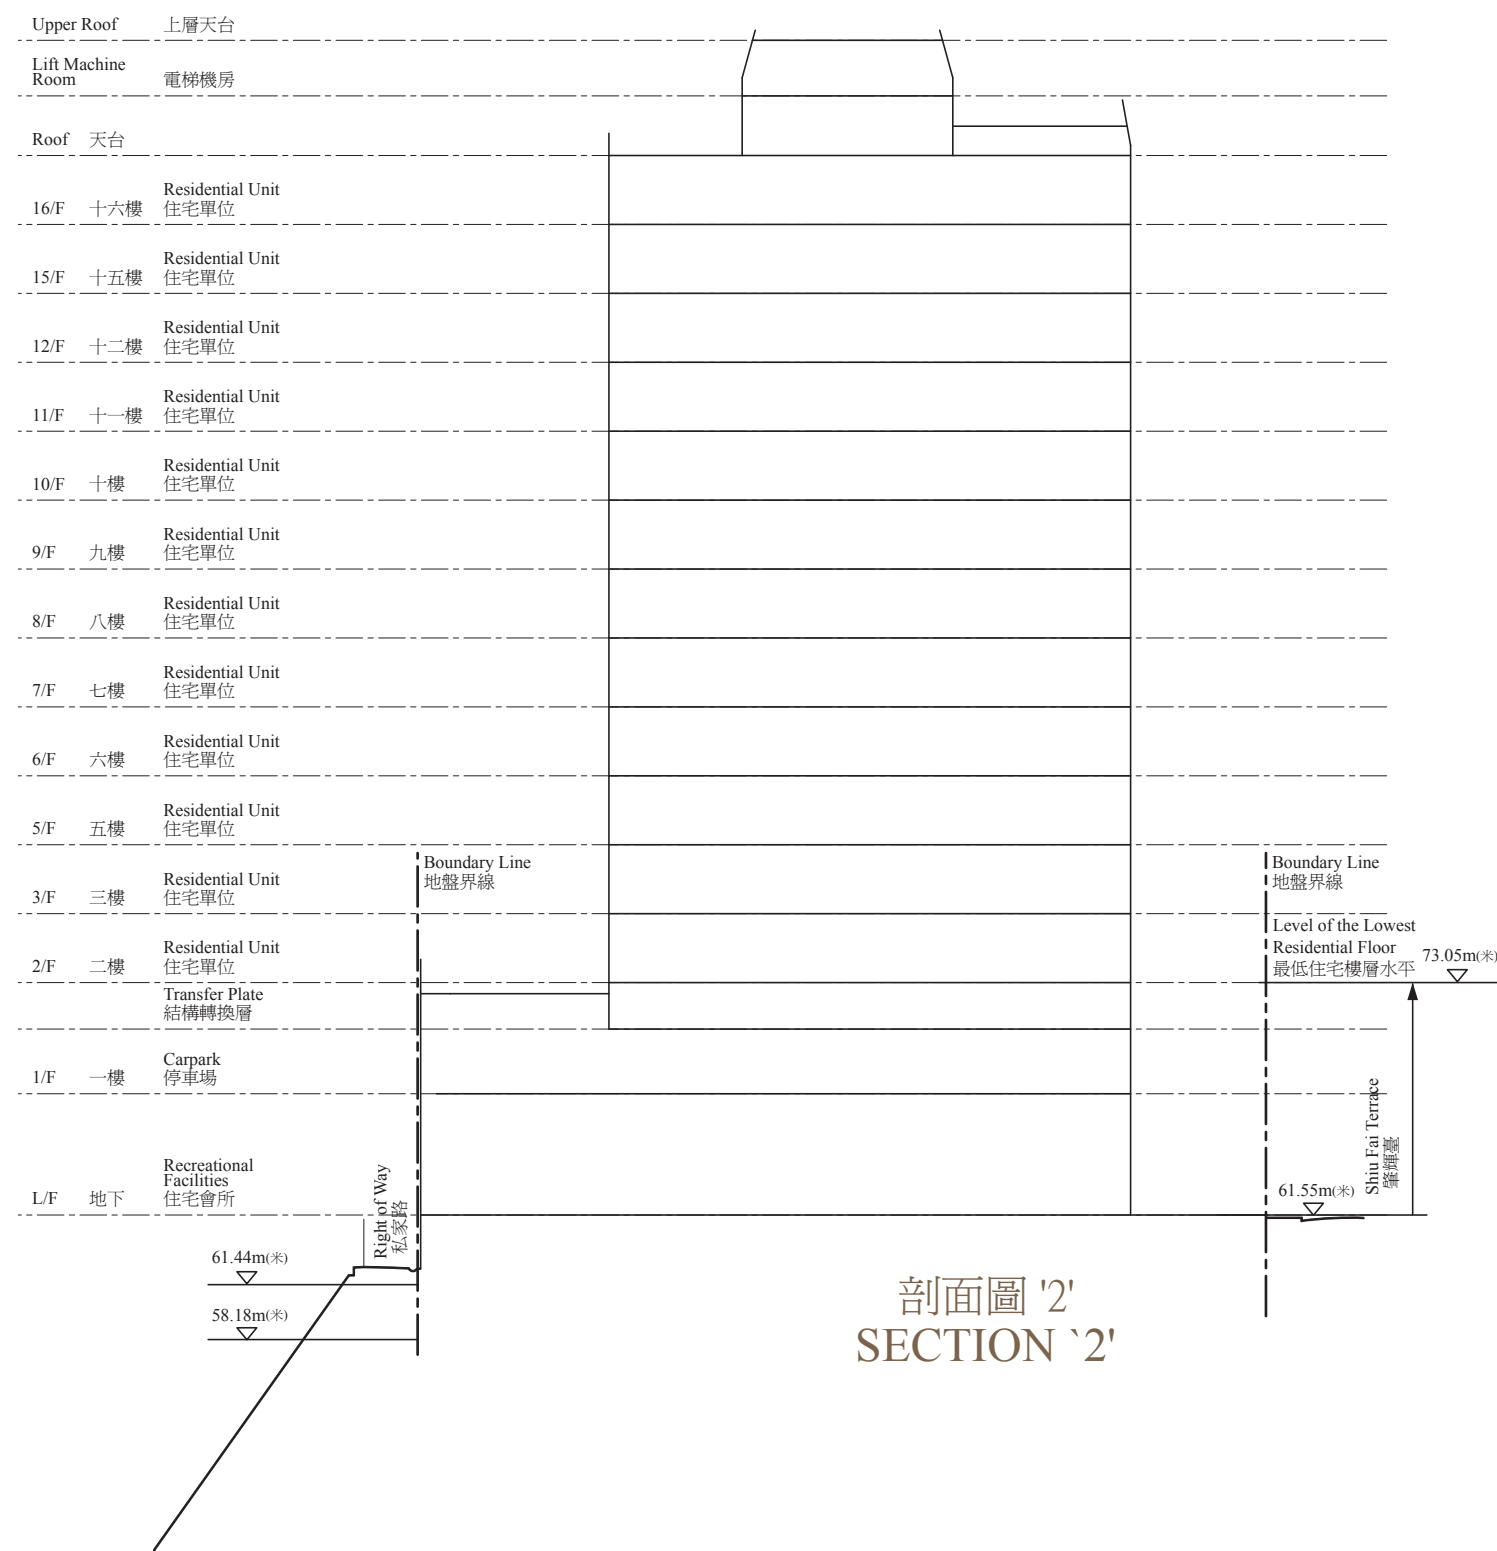 Upper Roof 上層天台
Lift Machine
Room 電梯機房
Roof 天台
Residential Unit
16/F 十六樓 住宅單位
Residential Unit
15/F 十五樓 住宅單位
Residential Unit
12/F 十二樓 住宅單位
Residential Unit
11/F 十一樓 住宅單位
Residential Unit
10/F 十樓 住宅單位
Residential Unit
9/F 九樓 住宅單位
Residential Unit
8/F 八樓 住宅單位
Residential Unit
7/F 七樓 住宅單位
Residential Unit
6/F 六樓 住宅單位
Residential Unit
5/F 五樓 住宅單位
Boundary Line
地盤界線
Boundary Line
地盤界線
Residential Unit
3/F 三樓 住宅單位
Level of the Lowest
Residential Floor
最低住宅樓層水平
73.05m(米)
Residential Unit
2/F 二樓 住宅單位
Transfer Plate
結構轉換層
Carpark
1/F 一樓 停車場
Shiu Fai Terrace
肇輝臺
Recreational
Facilities
L/F 地下 住宅會所
Right of Way
私家路
61.55m(米)
61.44m(米)
58.18m(米)
剖面圖 '2'
SECTION `2'